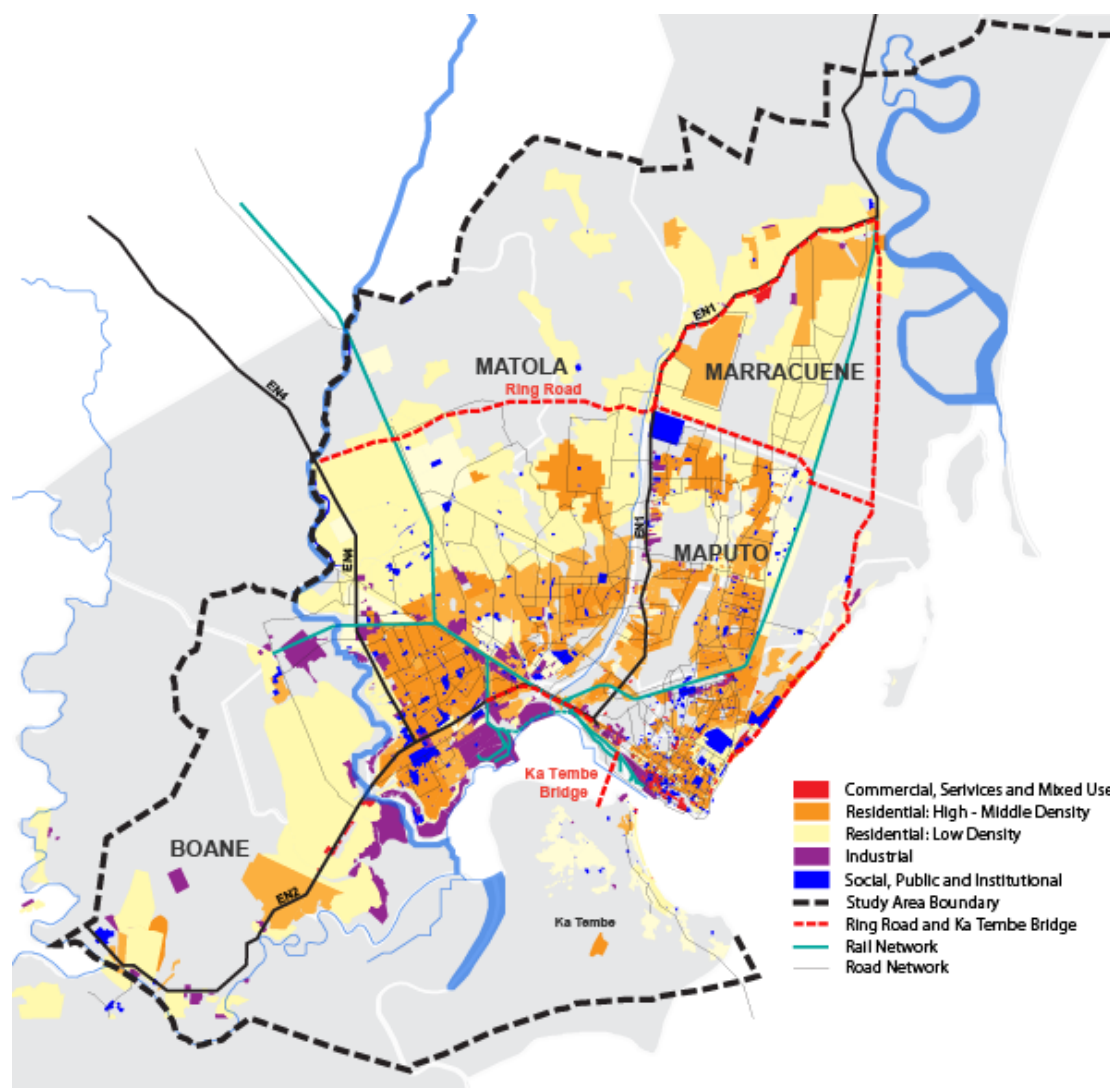 EN4
MATOLA
Ring Road
EN1
MARRACUENE
EN4
EN1
MAPUTO
Ka Tembe
Bridge
BOANE
EN2
Ka Tembe
Commercial, Serivices and Mixed Use
Residential: High - Middle Density
Residential: Low Density
Industrial
Social, Public and Institutional
Study Area Boundary
Ring Road and Ka Tembe Bridge
Rail Network
Road Network